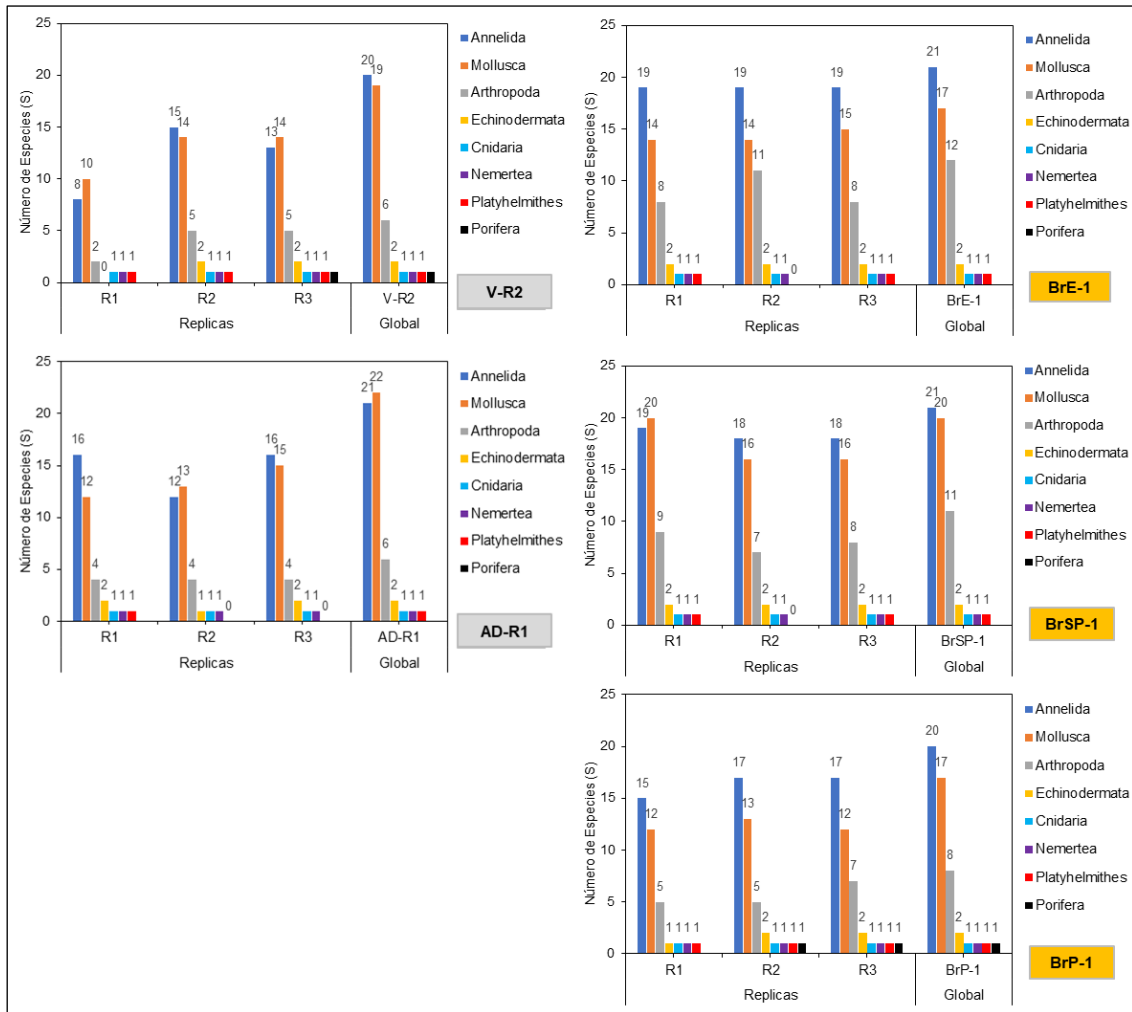 25
20
15
10
5
0
Número de Especies (S)
8 10 2 0 1 1 1
15 14 5 2 1 1 1
13 14 5 2 1 1 1 1
20 19 6 2 1 1 1 1
R1 R2 R3 V-R2
Replicas Global
Annelida
Mollusca
Arthropoda
Echinodermata
Cnidaria
Nemertea
Platyhelmithes
Porifera
V-R2
25
20
15
10
5
0
Número de Especies (S)
19 14 8 2 1 1 1
19 14 11 2 1 1 0
19 15 8 2 1 1 1
21 17 12 2 1 1 1
R1 R2 R3 BrE-1
Replicas Global
Annelida
Mollusca
Arthropoda
Echinodermata
Cnidaria
Nemertea
Platyhelmithes
Porifera
BrE-1
25
20
15
10
5
0
Número de Especies (S)
16 12 4 2 1 1 1
12 13 4 1 1 1 0
16 15 4 2 1 1 0
21 22 6 2 1 1 1
R1 R2 R3 AD-R1
Replicas Global
Annelida
Mollusca
Arthropoda
Echinodermata
Cnidaria
Nemertea
Platyhelmithes
Porifera
AD-R1
25
20
15
10
5
0
Número de Especies (S)
19 20 9 2 1 1 1
18 16 7 2 1 1 0
18 16 8 2 1 1 1
21 20 11 2 1 1 1
R1 R2 R3 BrSP-1
Replicas Global
Annelida
Mollusca
Arthropoda
Echinodermata
Cnidaria
Nemertea
Platyhelmithes
Porifera
BrSP-1
25
20
15
10
5
0
Número de Especies (S)
15 12 5 1 1 1 1
17 13 5 2 1 1 1 1
17 12 7 2 1 1 1 1
20 17 8 2 1 1 1 1
R1 R2 R3 BrP-1
Replicas Global
Annelida
Mollusca
Arthropoda
Echinodermata
Cnidaria
Nemertea
Platyhelmithes
Porifera
BrP-1